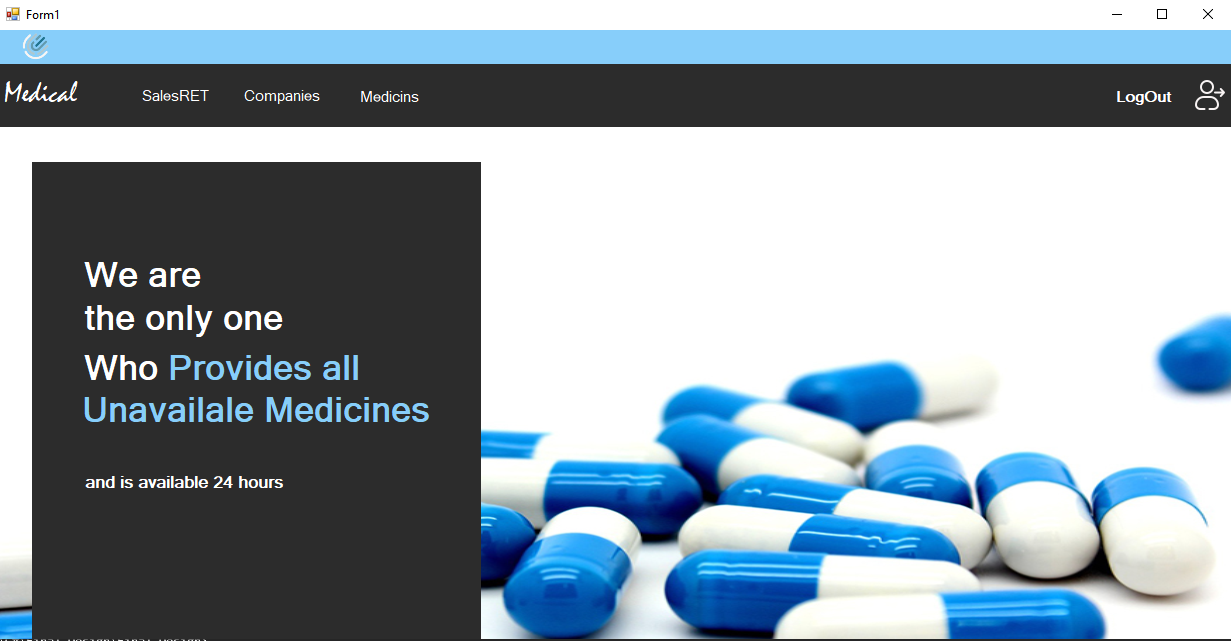 Form1
Medical
SalesRET
Companies
Medicins
LogOut
We are
the only one
Who Provides all
Unavailale Medicines
and is available 24 hours